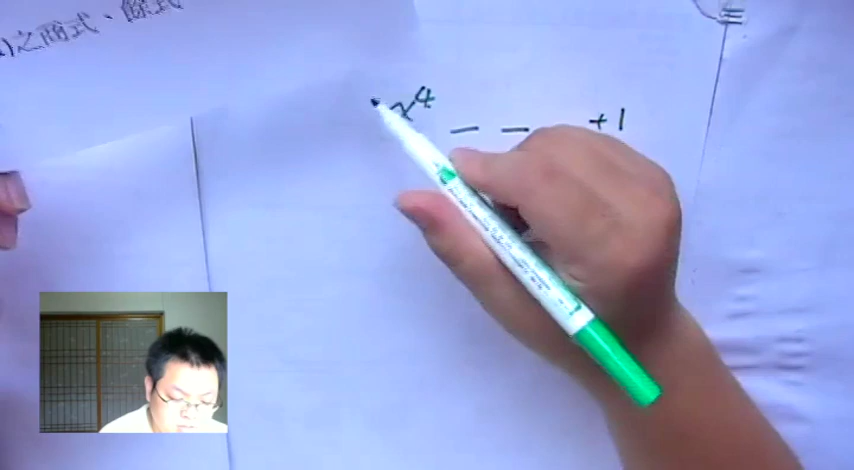 之商式、餘式
x⁴ — — +1